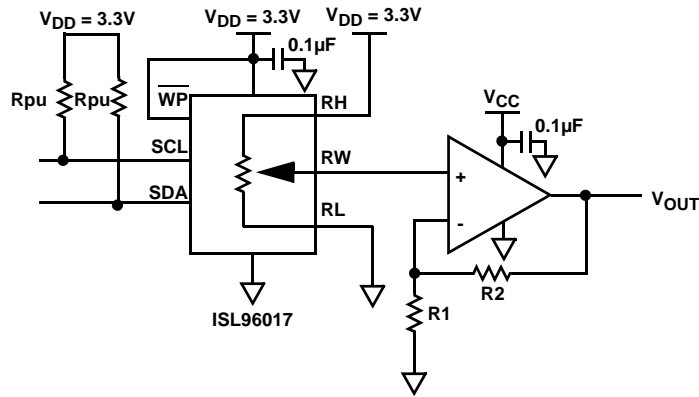 VDD = 3.3V
VDD = 3.3V
VDD = 3.3V
0.1µF
Rpu
Rpu
WP
RH
SCL
RW
SDA
RL
ISL96017
VCC
0.1µF
+
-
VOUT
R2
R1